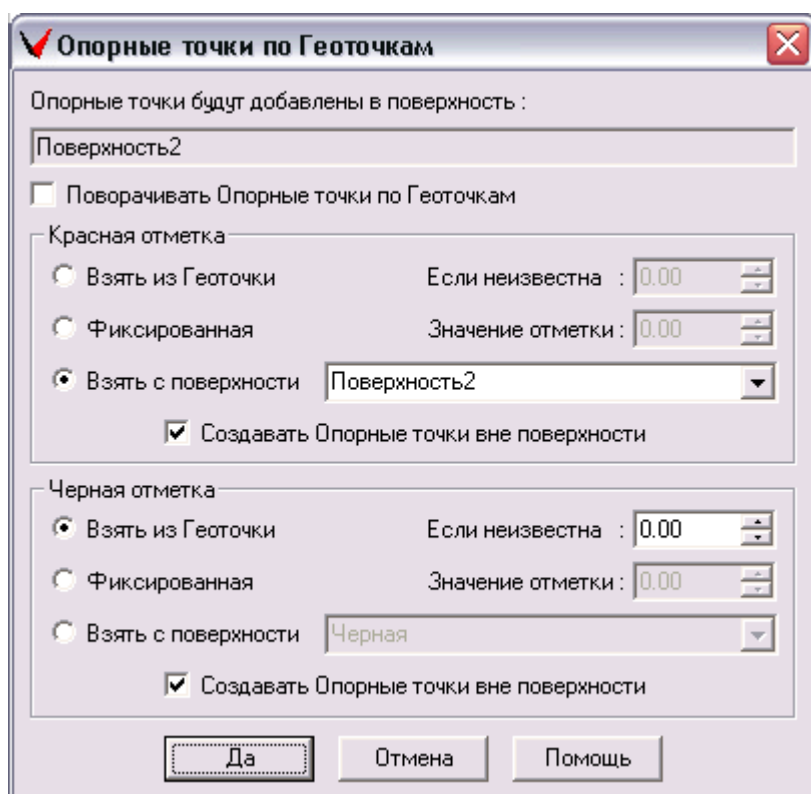 Опорные точки по Геоточкам
Опорные точки будут добавлены в поверхность :
Поверхность2
Поворачивать Опорные точки по Геоточкам
Красная отметка
Взять из Геоточки Если неизвестна : 0.00
Фиксированная Значение отметки : 0.00
Взять с поверхности Поверхность2
Создавать Опорные точки вне поверхности
Черная отметка
Взять из Геоточки Если неизвестна : 0.00
Фиксированная Значение отметки : 0.00
Взять с поверхности Черная
Создавать Опорные точки вне поверхности
Да Отмена Помощь